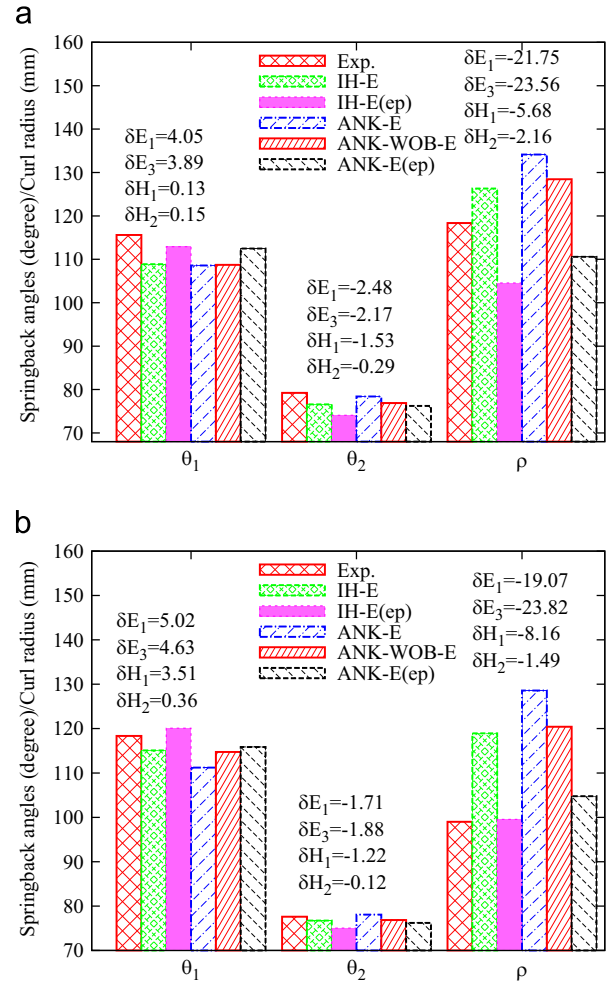 a
Springback angles (degree)/Curl radius (mm)
160
150
140
130
120
110
100
90
80
70
Exp.
IH-E
IH-E(ep)
ANK-E
ANK-WOB-E
ANK-E(ep)
δE1=4.05
δE3=3.89
δH1=0.13
δH2=0.15
δE1=-2.48
δE3=-2.17
δH1=-1.53
δH2=-0.29
δE1=-21.75
δE3=-23.56
δH1=-5.68
δH2=-2.16
θ1
θ2
ρ
b
Springback angles (degree)/Curl radius (mm)
160
150
140
130
120
110
100
90
80
70
Exp.
IH-E
IH-E(ep)
ANK-E
ANK-WOB-E
ANK-E(ep)
δE1=5.02
δE3=4.63
δH1=3.51
δH2=0.36
δE1=-1.71
δE3=-1.88
δH1=-1.22
δH2=-0.12
δE1=-19.07
δE3=-23.82
δH1=-8.16
δH2=-1.49
θ1
θ2
ρ